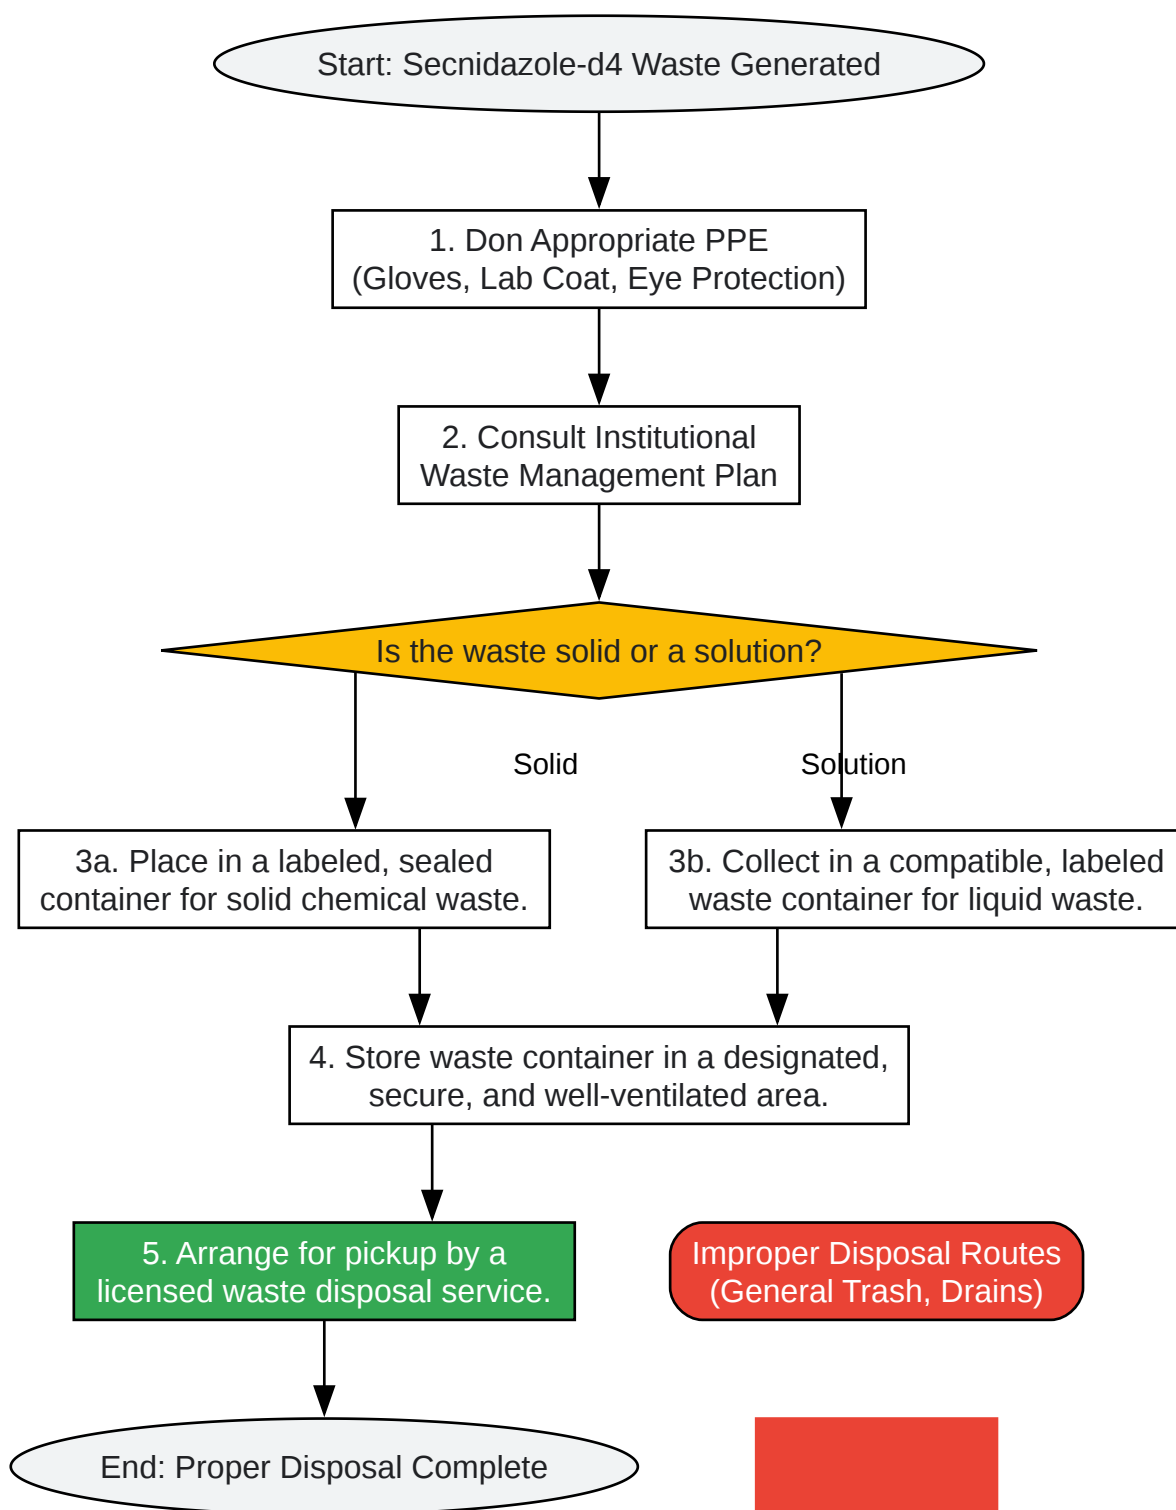 Start: Secnidazole-d4 Waste Generated
1. Don Appropriate PPE
(Gloves, Lab Coat, Eye Protection)
2. Consult Institutional
Waste Management Plan
Is the waste solid or a solution?
Solid
Solution
3a. Place in a labeled, sealed
container for solid chemical waste.
3b. Collect in a compatible, labeled
waste container for liquid waste.
4. Store waste container in a designated,
secure, and well-ventilated area.
5. Arrange for pickup by a
licensed waste disposal service.
Improper Disposal Routes
(General Trash, Drains)
End: Proper Disposal Complete